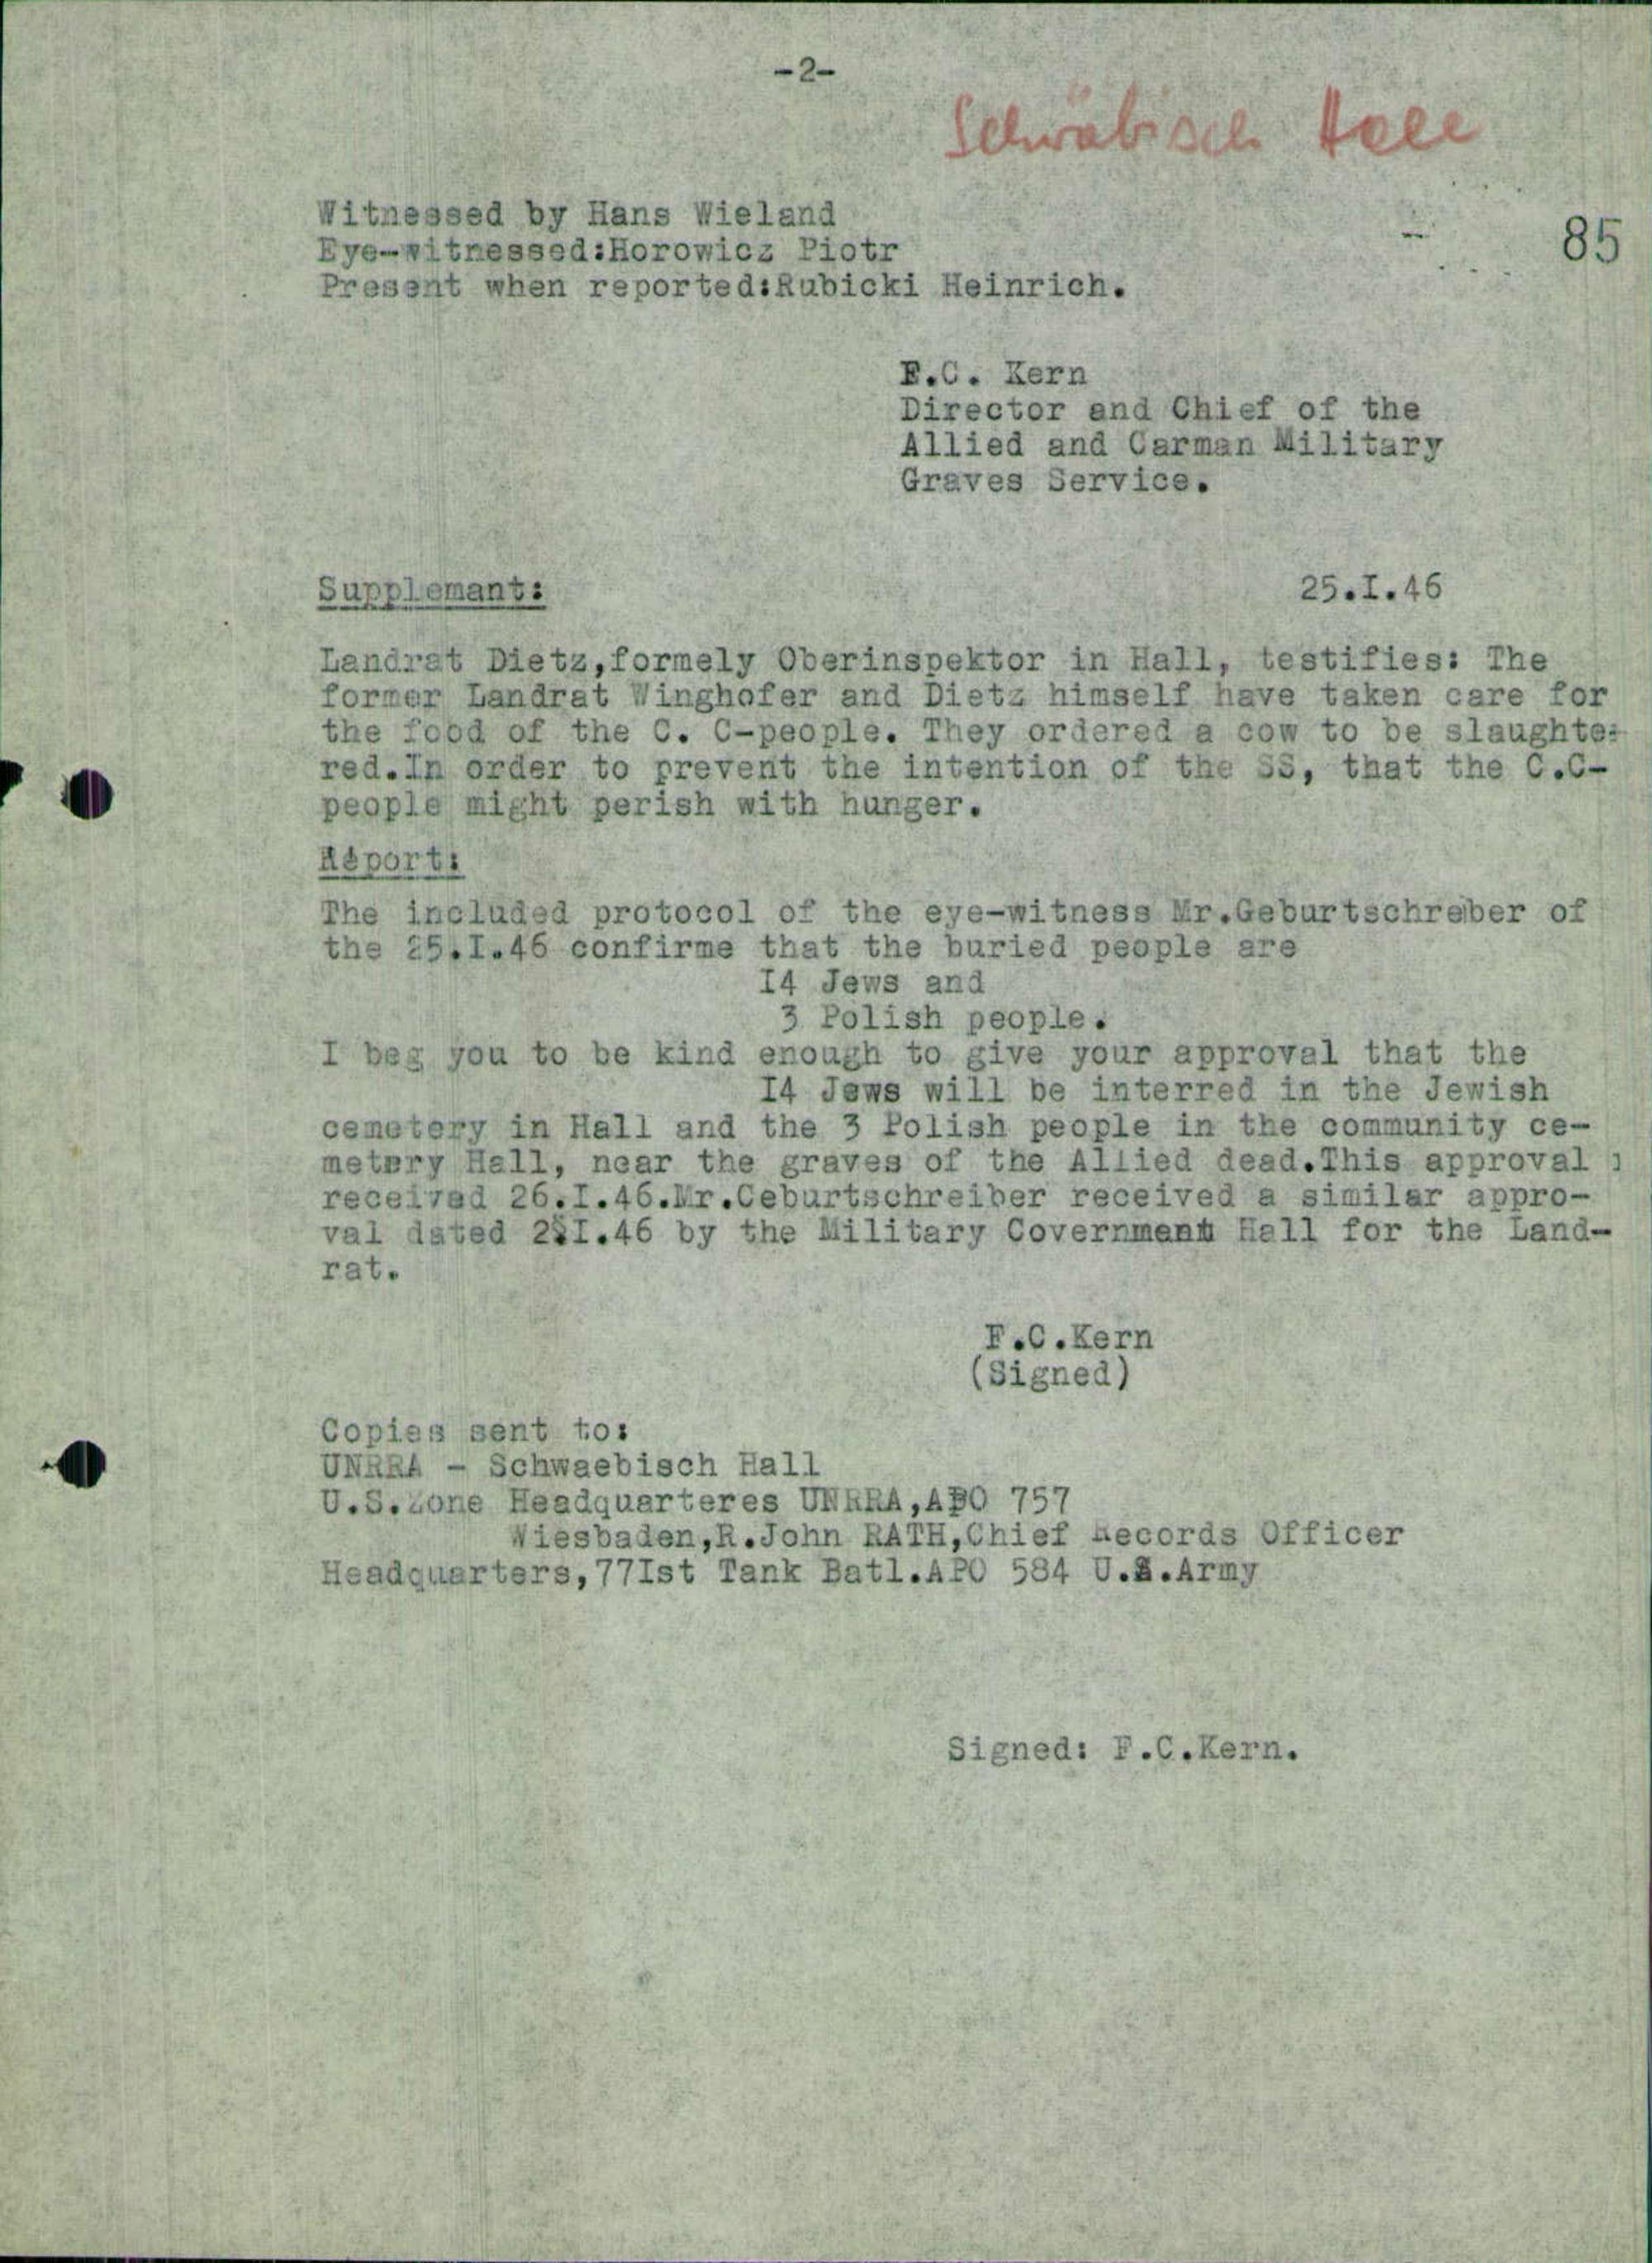 -2-
Schwäbisch Hall
85
Witnessed by Hans Wieland
Eye-witnessed:Horowicz Piotr
Present when reported:Rubicki Heinrich.
F.C. Kern
Director and Chief of the
Allied and Carman Military
Graves Service.
Supplemant:
25.I.46
Landrat Dietz,formely Oberinspektor in Hall, testifies: The
former Landrat Winghofer and Dietz himself have taken care for
the food of the C. C-people. They ordered a cow to be slaughte-
red.In order to prevent the intention of the SS, that the C.C-
people might perish with hunger.
Report:
The included protocol of the eye-witness Mr.Geburtschreiber of
the 25.I.46 confirme that the buried people are
I4 Jews and
3 Polish people.
I beg you to be kind enough to give your approval that the
I4 Jews will be interred in the Jewish
cemetery in Hall and the 3 Polish people in the community ce-
metery Hall, near the graves of the Allied dead.This approval
received 26.I.46.Mr.Ceburtschreiber received a similar appro-
val dated I.46 by the Military Covernment Hall for the Land-
rat.
F.C.Kern
(Signed)
Copies sent to:
UNRRA - Schwaebisch Hall
U.S.Zone Headquarteres UNRRA,APO 757
Wiesbaden,R.John RATH,Chief Records Officer
Headquarters,77Ist Tank Batl.APO 584 U.S.Army
Signed: F.C.Kern.